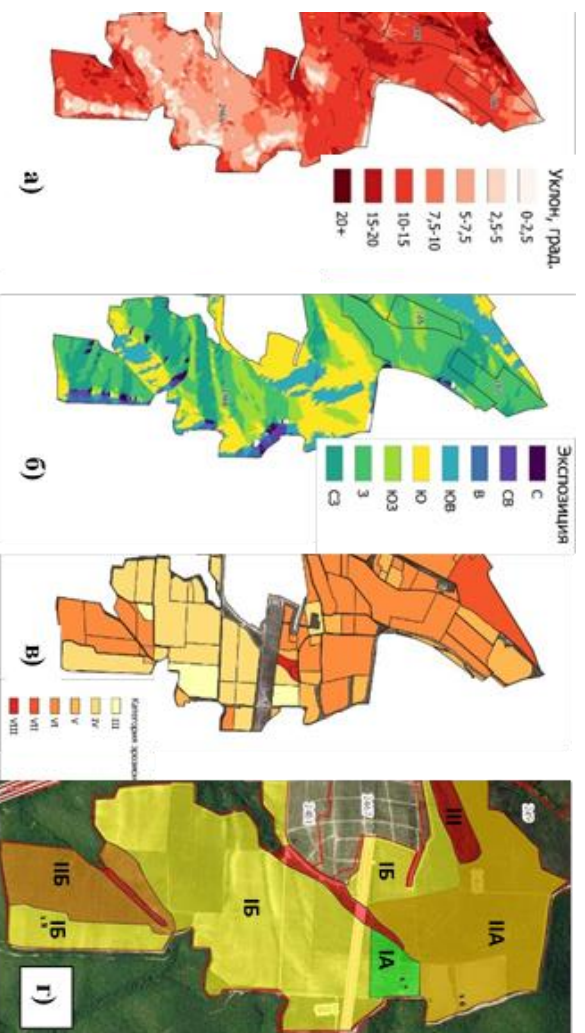 Уклон, град.
0-2,5
2,5-5
5-7,5
7,5-10
10-15
15-20
20+
а)
Экспозиция
С
СВ
В
ЮВ
Ю
ЮЗ
З
СЗ
б)
Категория эрозион
III
IV
V
VI
VII
VIII
в)
III
IIА
IБ
IА
IБ
IIБ
IБ
г)